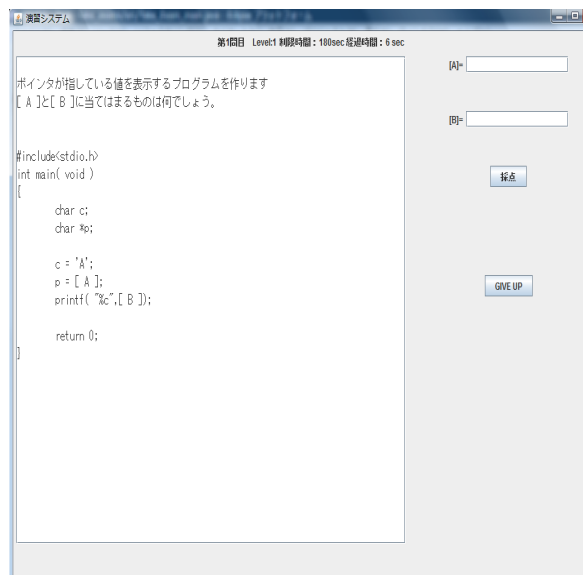 演習システム
第1問目 Level:1 制限時間：180sec 経過時間：6 sec
ポインタが指している値を表示するプログラムを作ります
[ A ]と[ B ]に当てはまるものは何でしょう。
#include<stdio.h>
int main( void )
{
char c;
char *p;
c = 'A';
p = [ A ];
printf( "%c",[ B ]);
return 0;
}
[A]=
[B]=
採点
GIVE UP